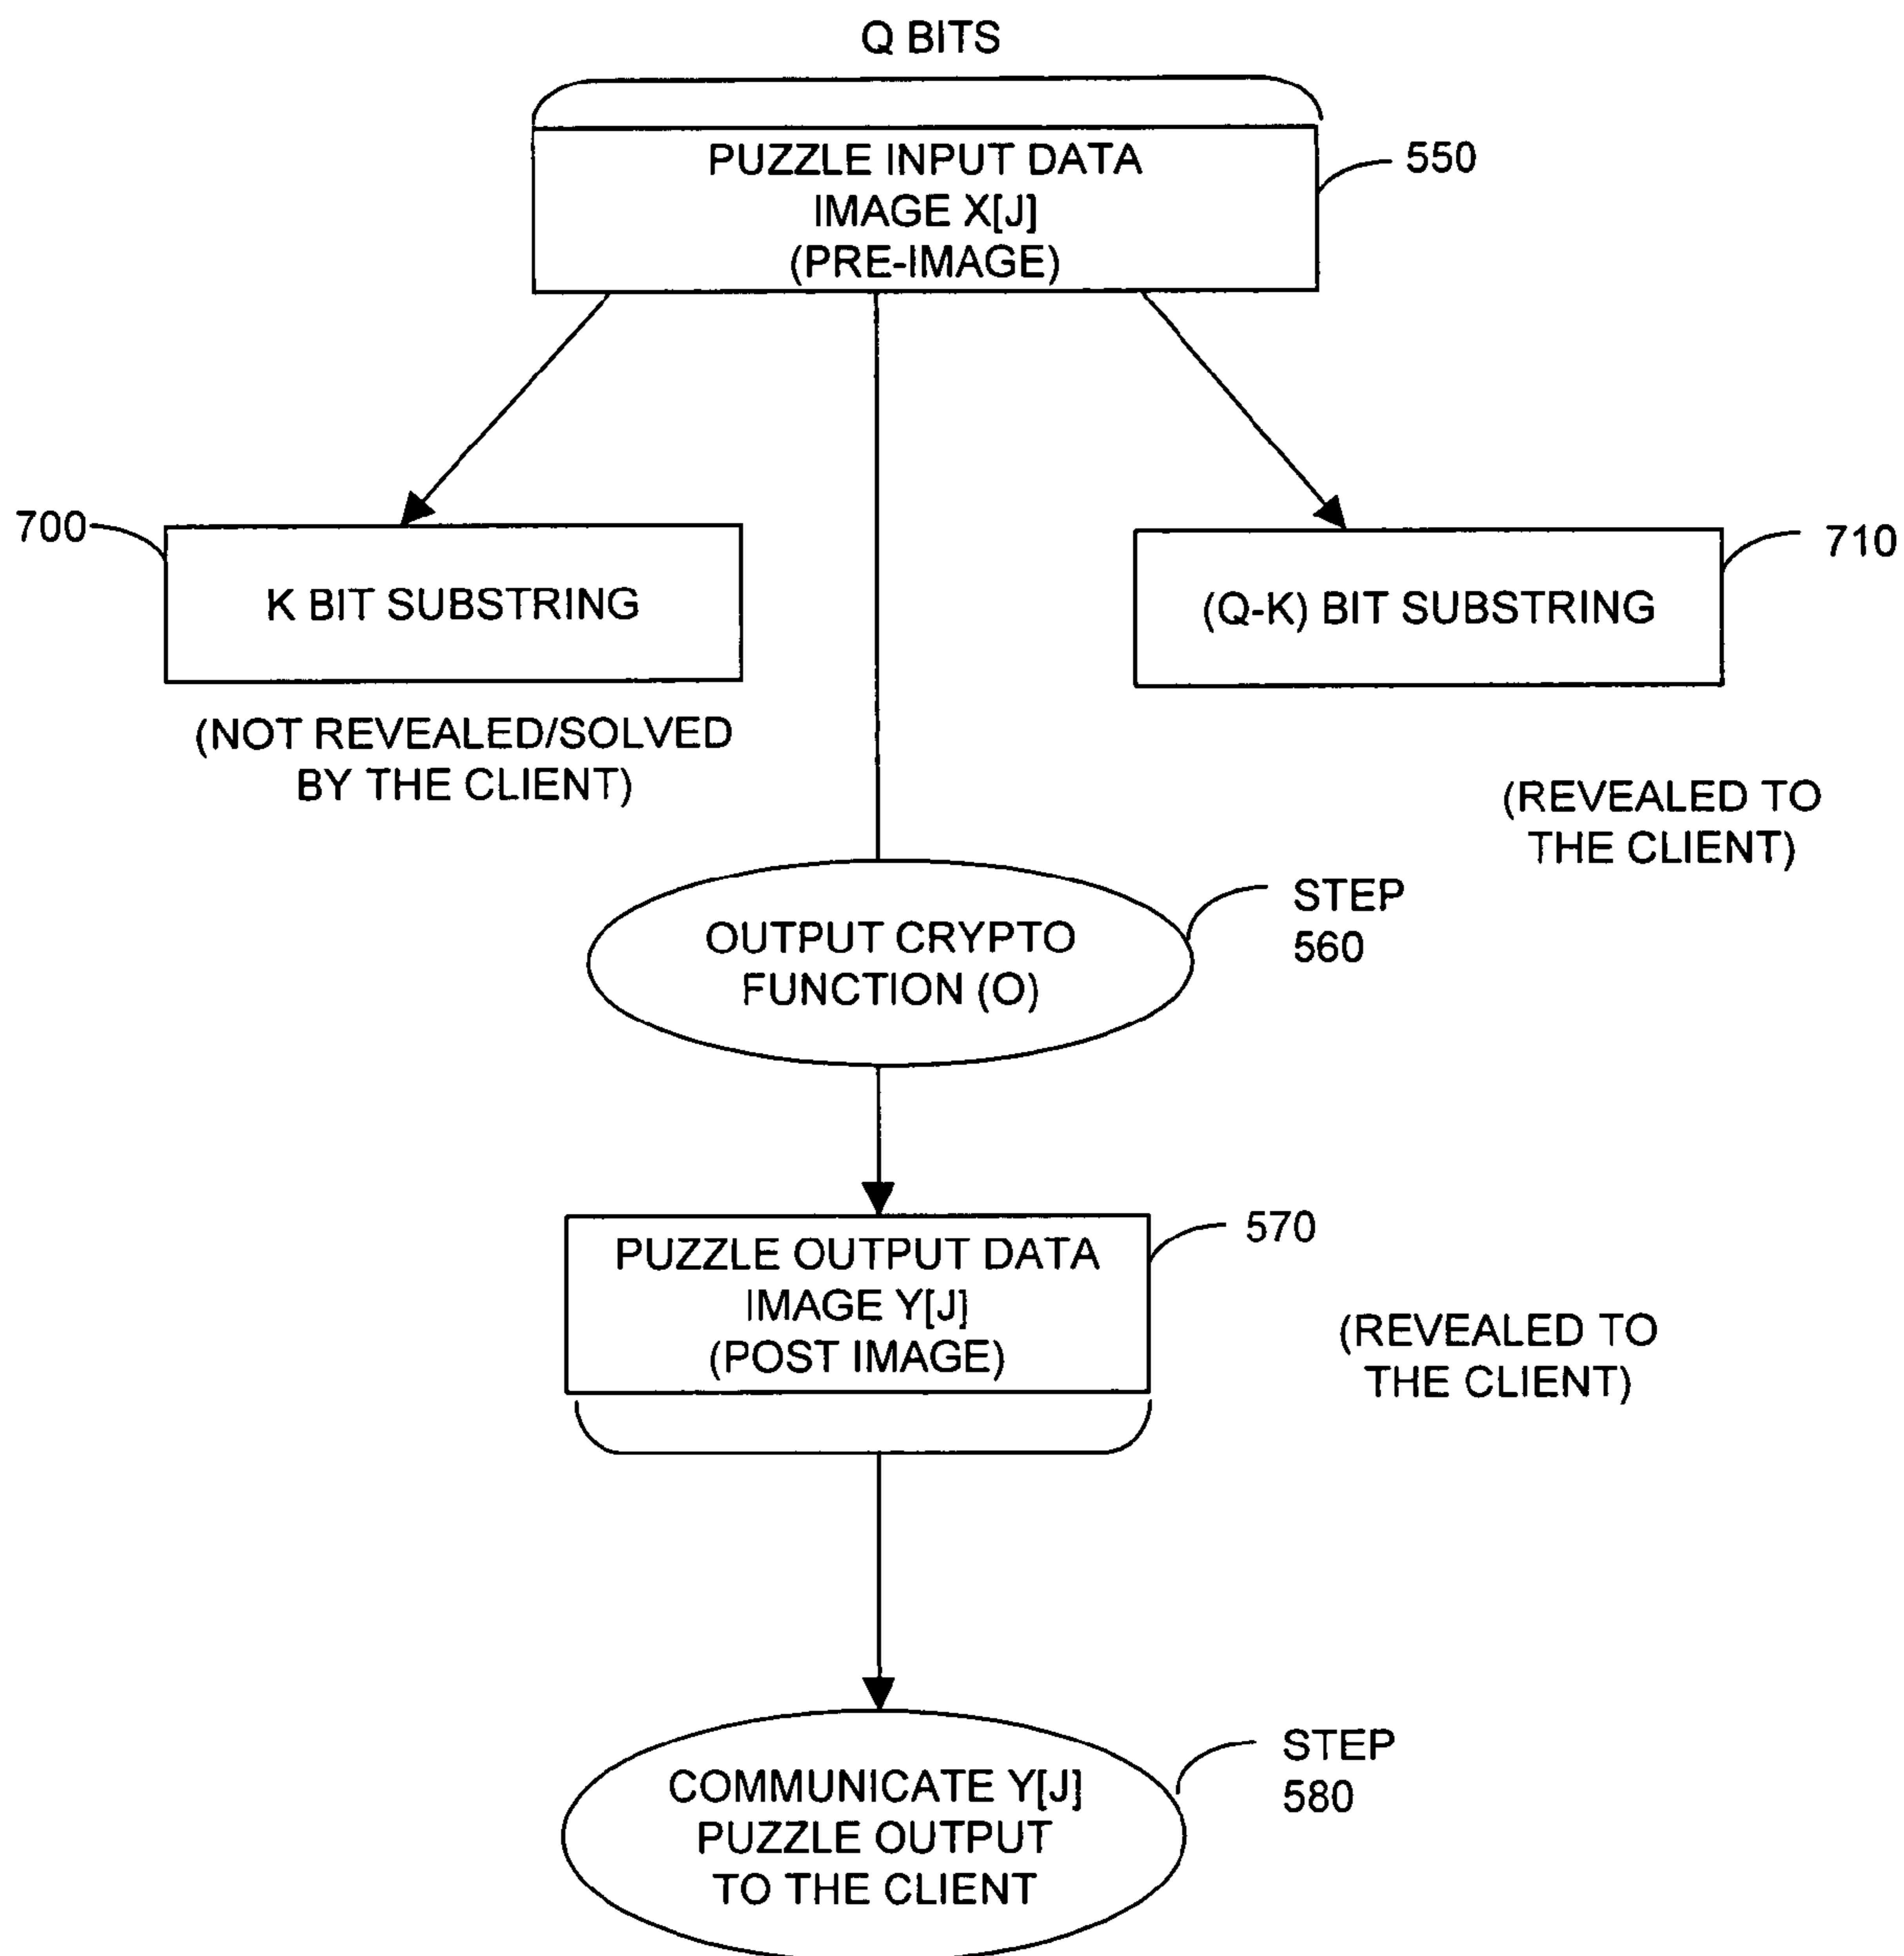 Q BITS
PUZZLE INPUT DATA
IMAGE X[J]
(PRE-IMAGE)
550
700
K BIT SUBSTRING
(NOT REVEALED/SOLVED
BY THE CLIENT)
710
(Q-K) BIT SUBSTRING
(REVEALED TO
THE CLIENT)
OUTPUT CRYPTO
FUNCTION (O)
STEP
560
PUZZLE OUTPUT DATA
IMAGE Y[J]
(POST IMAGE)
570
(REVEALED TO
THE CLIENT)
COMMUNICATE Y[J]
PUZZLE OUTPUT
TO THE CLIENT
STEP
580